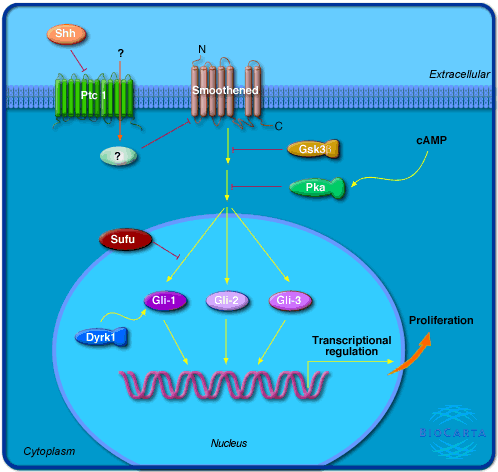 Shh
?
N
Extracellular
Ptc 1
Smoothened
C
?
Gsk3β
cAMP
Pka
Sufu
Gli-1
Gli-2
Gli-3
Dyrk1
Proliferation
Transcriptional
regulation
BIOCARTA
Nucleus
Cytoplasm